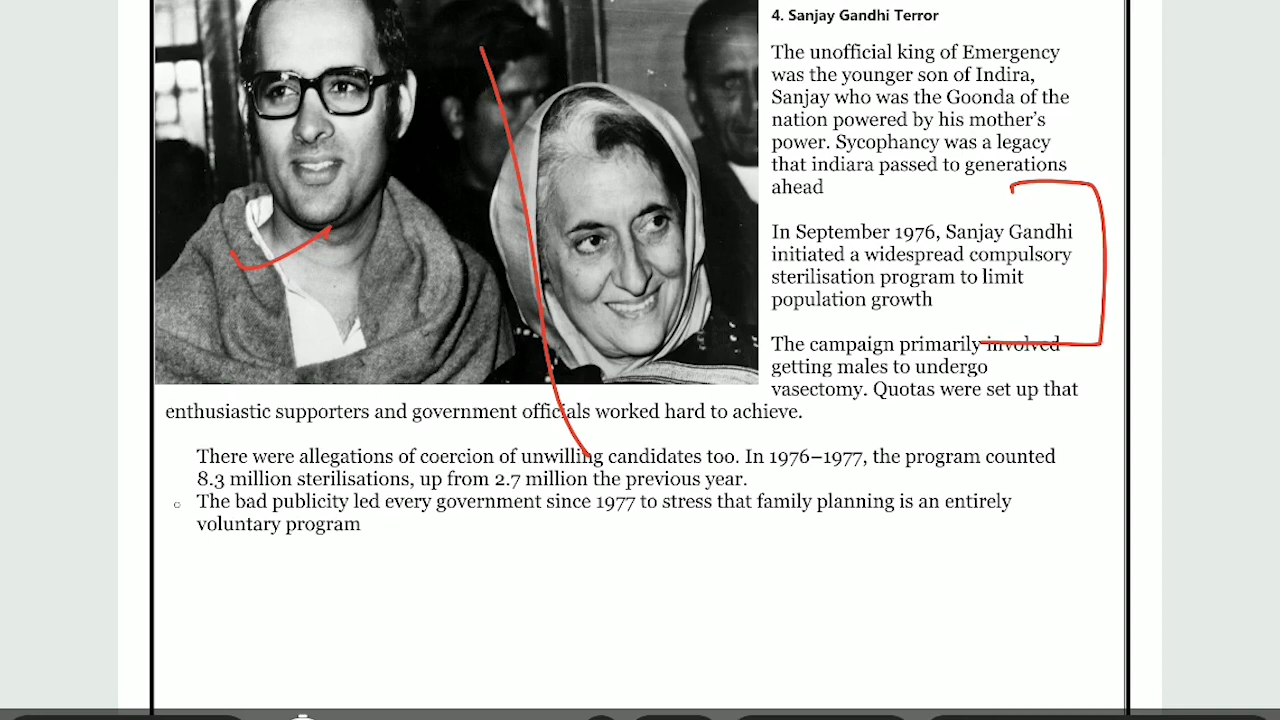 4. Sanjay Gandhi Terror
The unofficial king of Emergency
was the younger son of Indira,
Sanjay who was the Goonda of the
nation powered by his mother's
power. Sycophancy was a legacy
that indiara passed to generations
ahead
In September 1976, Sanjay Gandhi
initiated a widespread compulsory
sterilisation program to limit
population growth
The campaign primarily involved
getting males to undergo
vasectomy. Quotas were set up that
enthusiastic supporters and government officials worked hard to achieve.
There were allegations of coercion of unwilling candidates too. In 1976–1977, the program counted
8.3 million sterilisations, up from 2.7 million the previous year.
The bad publicity led every government since 1977 to stress that family planning is an entirely
voluntary program